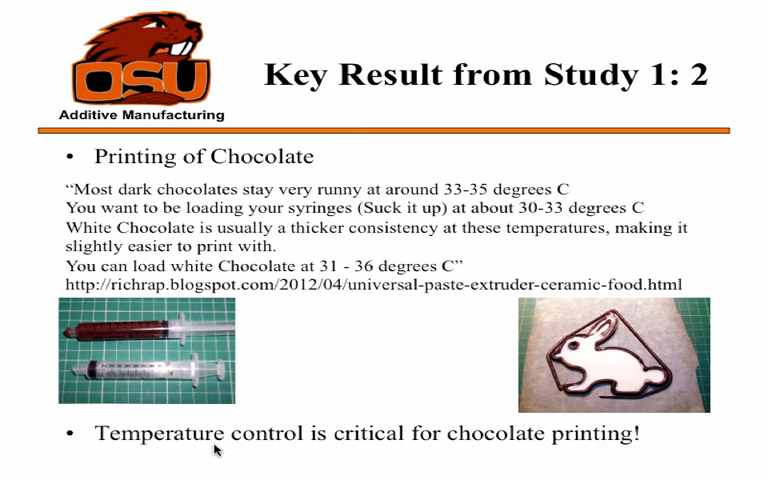 OSU
Additive Manufacturing
Key Result from Study 1: 2
• Printing of Chocolate
“Most dark chocolates stay very runny at around 33-35 degrees C
You want to be loading your syringes (Suck it up) at about 30-33 degrees C
White Chocolate is usually a thicker consistency at these temperatures, making it
slightly easier to print with.
You can load white Chocolate at 31 - 36 degrees C”
http://richrap.blogspot.com/2012/04/universal-paste-extruder-ceramic-food.html
• Temperature control is critical for chocolate printing!